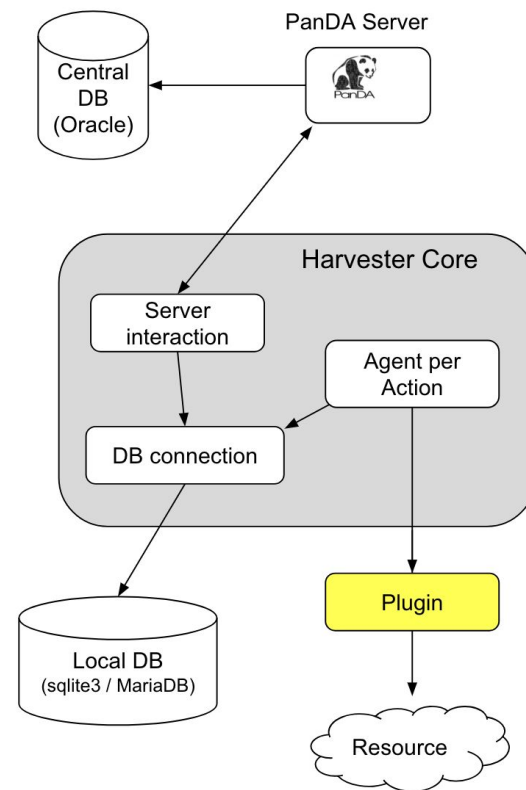 PanDA Server
Central
DB
(Oracle)
PanDA
Harvester Core
Server
interaction
Agent per
Action
DB connection
Plugin
Local DB
(sqlite3 / MariaDB)
Resource